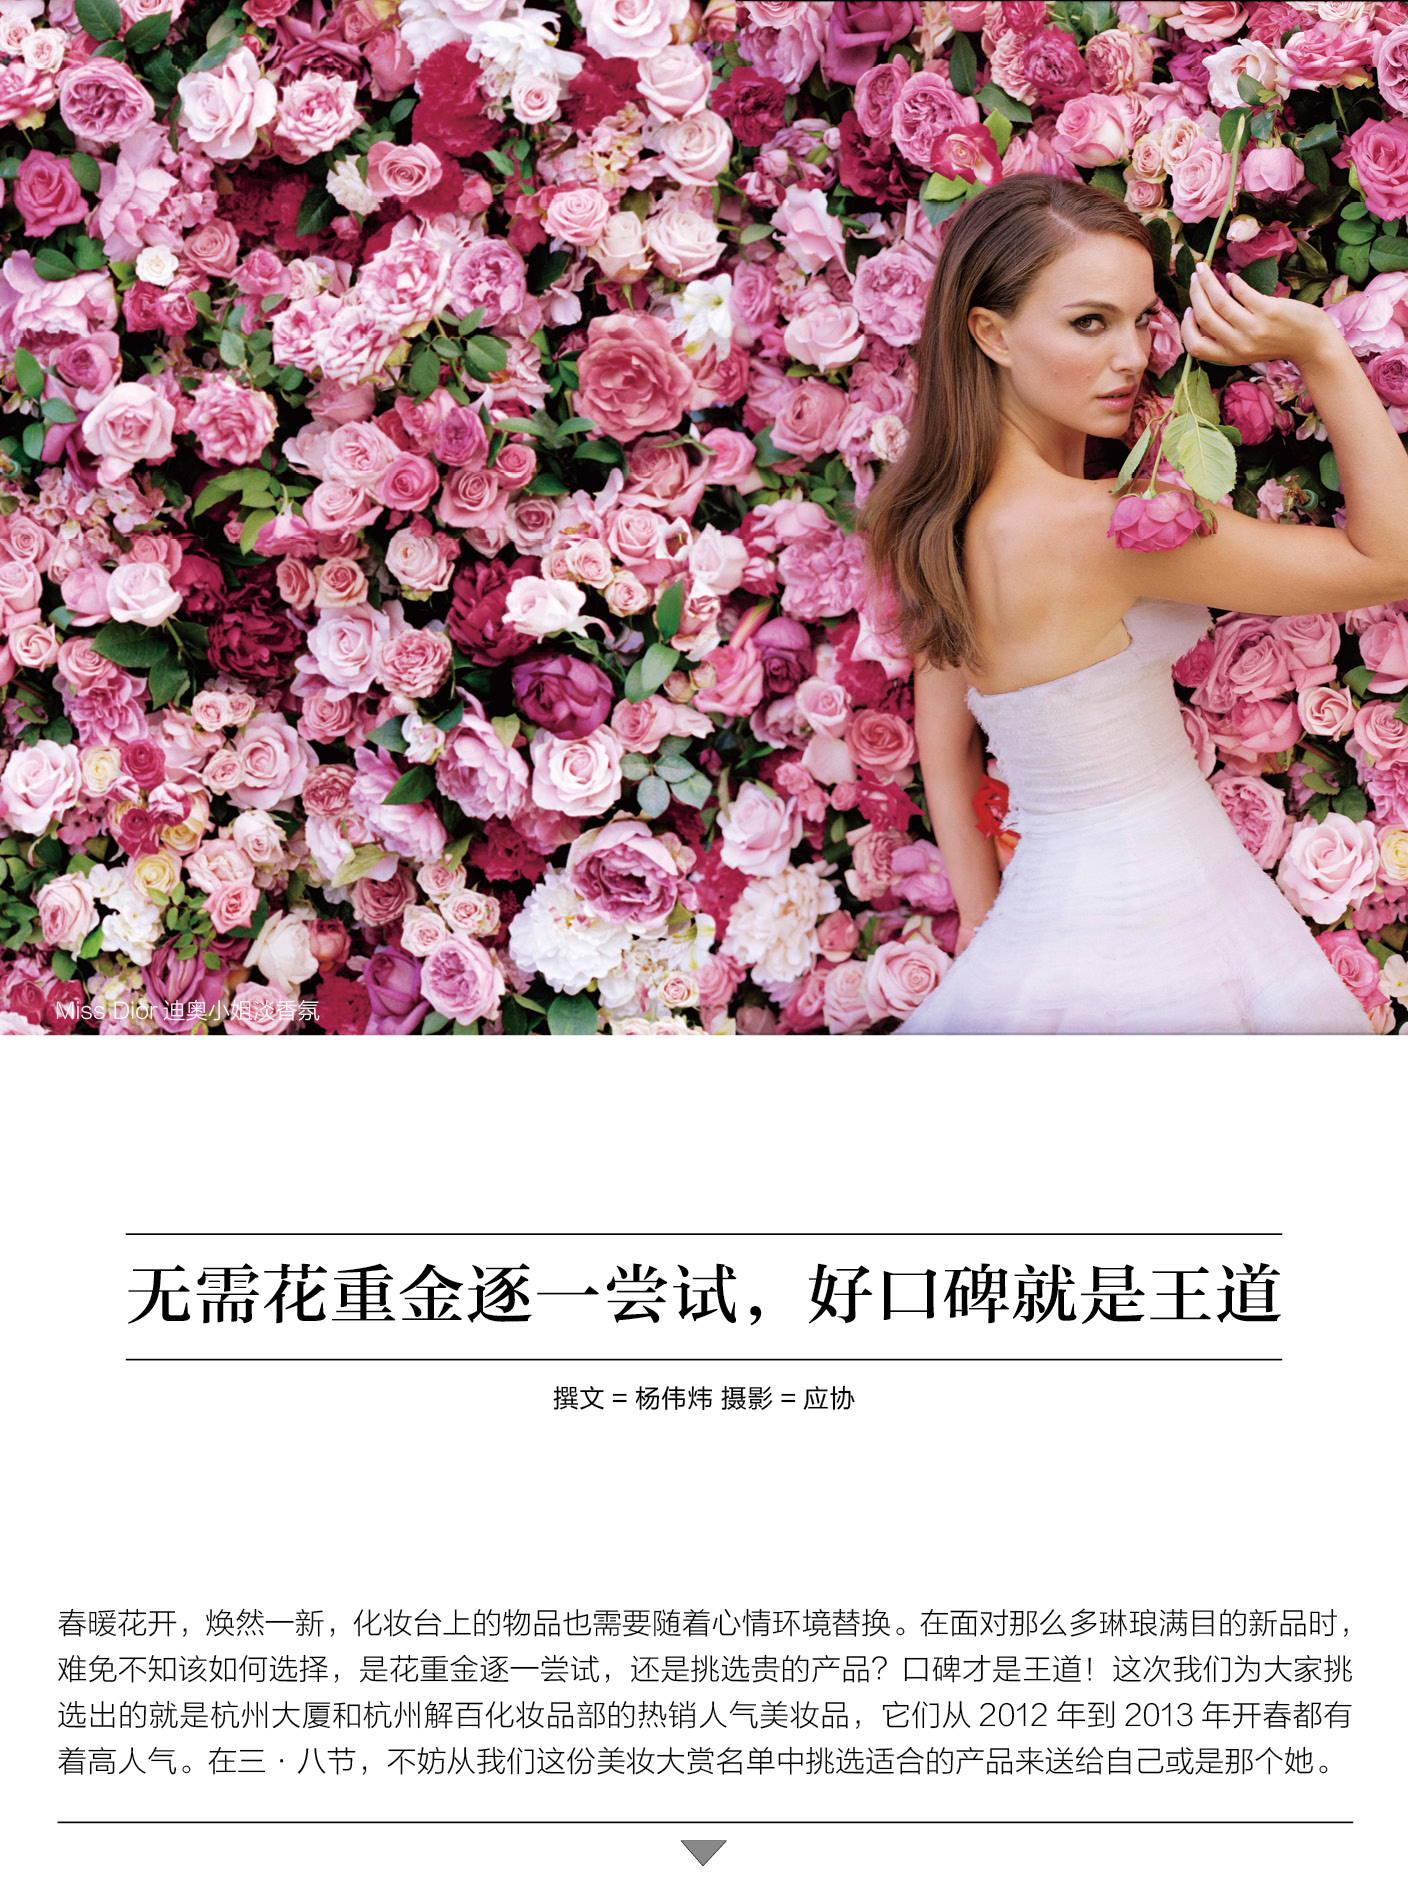 Miss Dior 迪奥小姐淡香氛
无需花重金逐一尝试，好口碑就是王道
撰文 = 杨伟炜 摄影 = 应协
春暖花开，焕然一新，化妆台上的物品也需要随着心情环境替换。在面对那么多琳琅满目的新品时，
难免不知该如何选择，是花重金逐一尝试，还是挑选贵的产品？口碑才是王道！这次我们为大家挑
选出的就是杭州大厦和杭州解百化妆品部的热销人气美妆品，它们从 2012 年到 2013 年开春都有
着高人气。在三·八节，不妨从我们这份美妆大赏名单中挑选适合的产品来送给自己或是那个她。